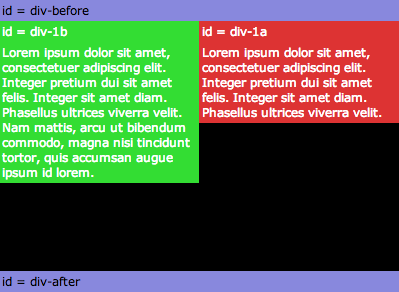 id = div-before
id = div-1b
Lorem ipsum dolor sit amet,
consectetuer adipiscing elit.
Integer pretium dui sit amet
felis. Integer sit amet diam.
Phasellus ultrices viverra velit.
Nam mattis, arcu ut bibendum
commodo, magna nisi tincidunt
tortor, quis accumsan augue
ipsum id lorem.
id = div-1a
Lorem ipsum dolor sit amet,
consectetuer adipiscing elit.
Integer pretium dui sit amet
felis. Integer sit amet diam.
Phasellus ultrices viverra velit.
id = div-after